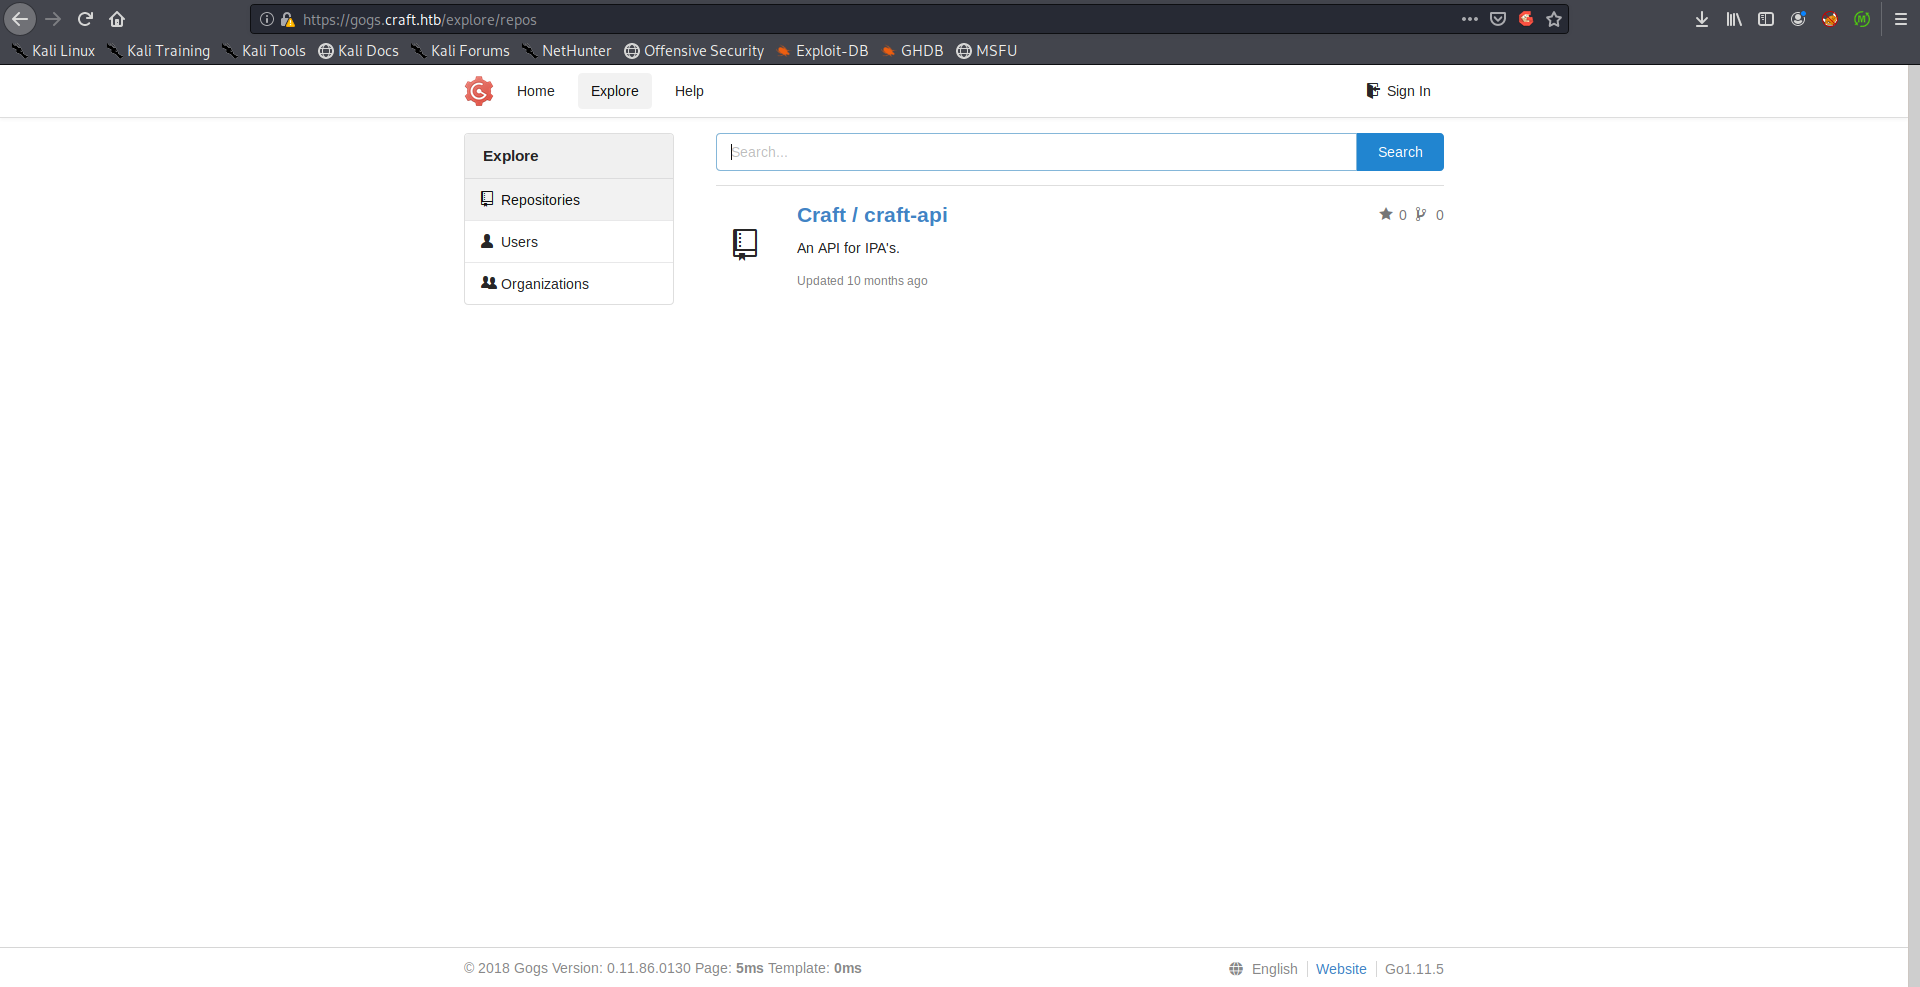 https://gogs.craft.htb/explore/repos
Kali Linux Kali Training Kali Tools Kali Docs Kali Forums NetHunter Offensive Security Exploit-DB GHDB MSFU
Home Explore Help Sign In
Explore
Repositories
Users
Organizations
Search... Search
Craft / craft-api 0 0
An API for IPA's.
Updated 10 months ago
© 2018 Gogs Version: 0.11.86.0130 Page: 5ms Template: 0ms English Website Go1.11.5